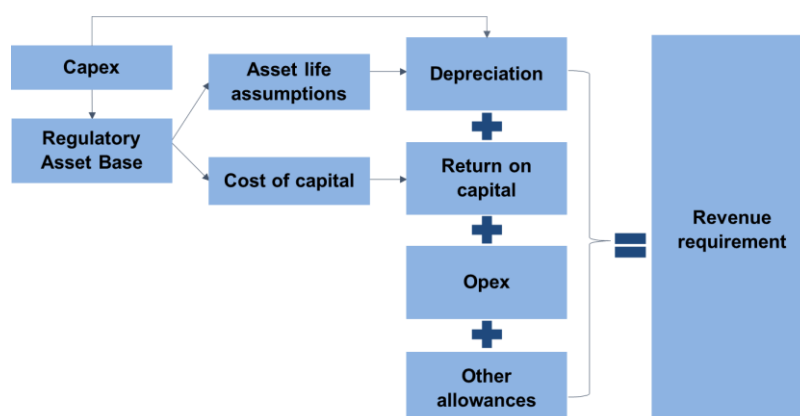 Capex
Regulatory
Asset Base
Asset life
assumptions
Cost of capital
Depreciation
Return on
capital
Opex
Other
allowances
Revenue
requirement